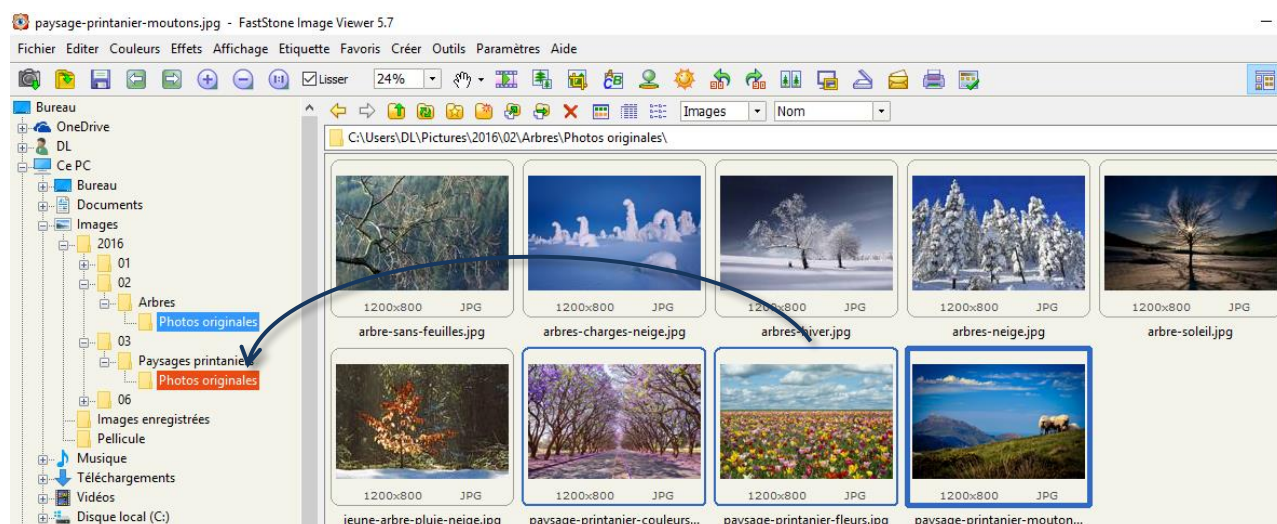 paysage-printanier-moutons.jpg - FastStone Image Viewer 5.7
Fichier Editer Couleurs Effets Affichage Etiquette Favoris Créer Outils Paramètres Aide
Lisser 24%
Images Nom
C:\Users\DL\Pictures\2016\02\Arbres\Photos originales\
Bureau
OneDrive
DL
Ce PC
Bureau
Documents
Images
2016
01
02
Arbres
Photos originales
03
Paysages printaniers
Photos originales
06
Images enregistrées
Pellicule
Musique
Téléchargements
Vidéos
Disque local (C:)
1200x800 JPG 1200x800 JPG 1200x800 JPG 1200x800 JPG 1200x800 JPG
arbre-sans-feuilles.jpg arbres-charges-neige.jpg arbres-hiver.jpg arbres-neige.jpg arbre-soleil.jpg
1200x800 JPG 1200x800 JPG 1200x800 JPG 1200x800 JPG
jeune-arbre-pluie-neige.jpg paysage-printanier-couleurs... paysage-printanier-fleurs.jpg paysage-printanier-mouton...